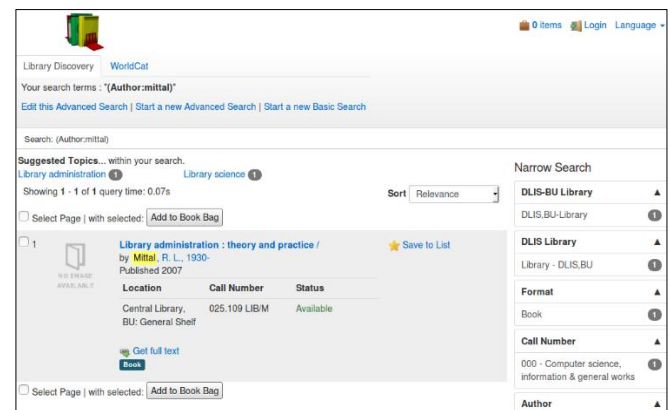 0 items Login Language
Library Discovery WorldCat
Your search terms : "(Author:mittal)"
Edit this Advanced Search | Start a new Advanced Search | Start a new Basic Search
Search: (Author:mittal)
Suggested Topics... within your search.
Library administration 1 Library science 1
Showing 1 - 1 of 1 query time: 0.07s
Sort Relevance
Select Page | with selected: Add to Book Bag
1
NO IMAGE
AVAILABLE
Library administration : theory and practice /
by Mittal, R. L., 1930-
Published 2007
Location Call Number Status
Central Library, 025.109 LIB/M Available
BU: General Shelf
Get full text
Book
Save to List
Select Page | with selected: Add to Book Bag
Narrow Search
DLIS-BU Library
DLIS,BU-Library 1
DLIS Library
Library - DLIS,BU 1
Format
Book 1
Call Number
000 - Computer science, 1
information & general works
Author